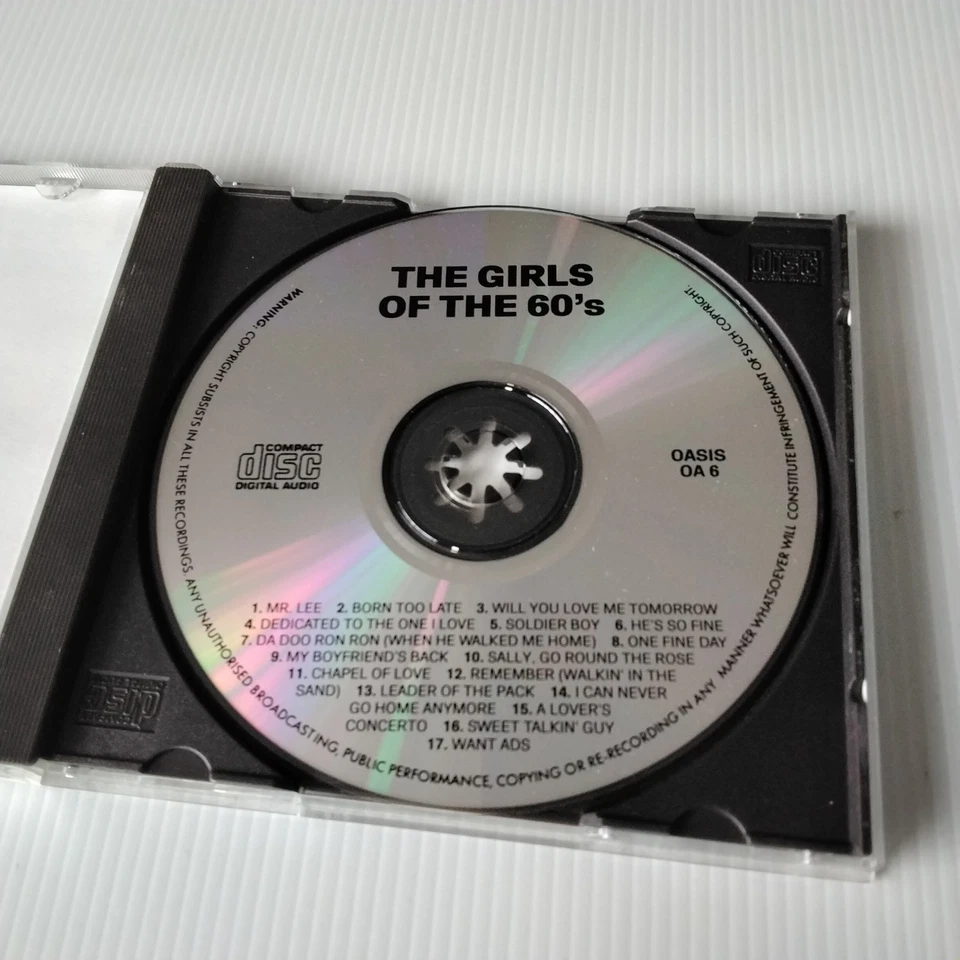 THE GIRLS
OF THE 60's
WARNING: COPYRIGHT SUBSISTS IN ALL THESE RECORDINGS. ANY UNAUTHORISED BROADCASTING, PUBLIC PERFORMANCE, COPYING OR RE-RECORDING IN ANY MANNER WHATSOEVER WILL CONSTITUTE INFRINGEMENT OF SUCH COPYRIGHT.
COMPACT
disc
DIGITAL AUDIO
OASIS
OA 6
1. MR. LEE 2. BORN TOO LATE 3. WILL YOU LOVE ME TOMORROW
4. DEDICATED TO THE ONE I LOVE 5. SOLDIER BOY 6. HE'S SO FINE
7. DA DOO RON RON (WHEN HE WALKED ME HOME) 8. ONE FINE DAY
9. MY BOYFRIEND'S BACK 10. SALLY, GO ROUND THE ROSE
11. CHAPEL OF LOVE 12. REMEMBER (WALKIN' IN THE
SAND) 13. LEADER OF THE PACK 14. I CAN NEVER
GO HOME ANYMORE 15. A LOVER'S
CONCERTO 16. SWEET TALKIN' GUY
17. WANT ADS
disc
disc